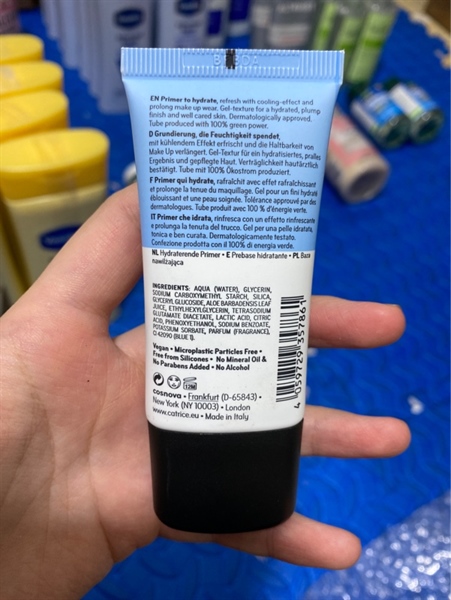 EN Primer to hydrate, refresh with cooling-effect and
prolong make up wear. Gel-texture for a hydrated, plump
finish and well cared skin. Dermatologically approved.
Tube produced with 100% green power.
D Grundierung, die Feuchtigkeit spendet,
mit kühlendem Effekt erfrischt und die Haltbarkeit von
Make Up verlängert. Gel-Textur für ein hydratisiertes, pralles
Ergebnis und gepflegte Haut. Verträglichkeit hautärztlich
bestätigt. Tube mit 100% Ökostrom produziert.
F Primer qui hydrate, rafraîchit avec effet rafraîchissant
et prolonge la tenue du maquillage. Gel pour un fini hydraté
éblouissant et une peau soignée. Tolérance approuvée par des
dermatologues. Tube produit avec 100 % d'énergie verte.
IT Primer che idrata, rinfresca con un effetto rinfrescante
e prolunga la tenuta del trucco. Gel per una pelle idratata,
tonica e ben curata. Dermatologicamente testato.
Confezione prodotta con il 100% di energia verde.
NL Hydraterende Primer • E Prebase hidratante • PL Baza
nawilżająca
INGREDIENTS: AQUA (WATER), GLYCERIN,
SODIUM CARBOXYMETHYL STARCH, SILICA,
GLYCERYL GLUCOSIDE, ALOE BARBADENSIS LEAF
JUICE, ETHYLHEXYLGLYCERIN, TETRASODIUM
GLUTAMATE DIACETATE, LACTIC ACID, CITRIC
ACID, PHENOXYETHANOL, SODIUM BENZOATE,
POTASSIUM SORBATE, PARFUM (FRAGRANCE),
CI 42090 (BLUE 1).
Vegan • Microplastic Particles Free •
Free from Silicones • No Mineral Oil &
No Parabens Added • No Alcohol
12M
cosnova • Frankfurt (D-65843) •
New York (NY 10003) • London
www.catrice.eu • Made in Italy
4 059729 357861